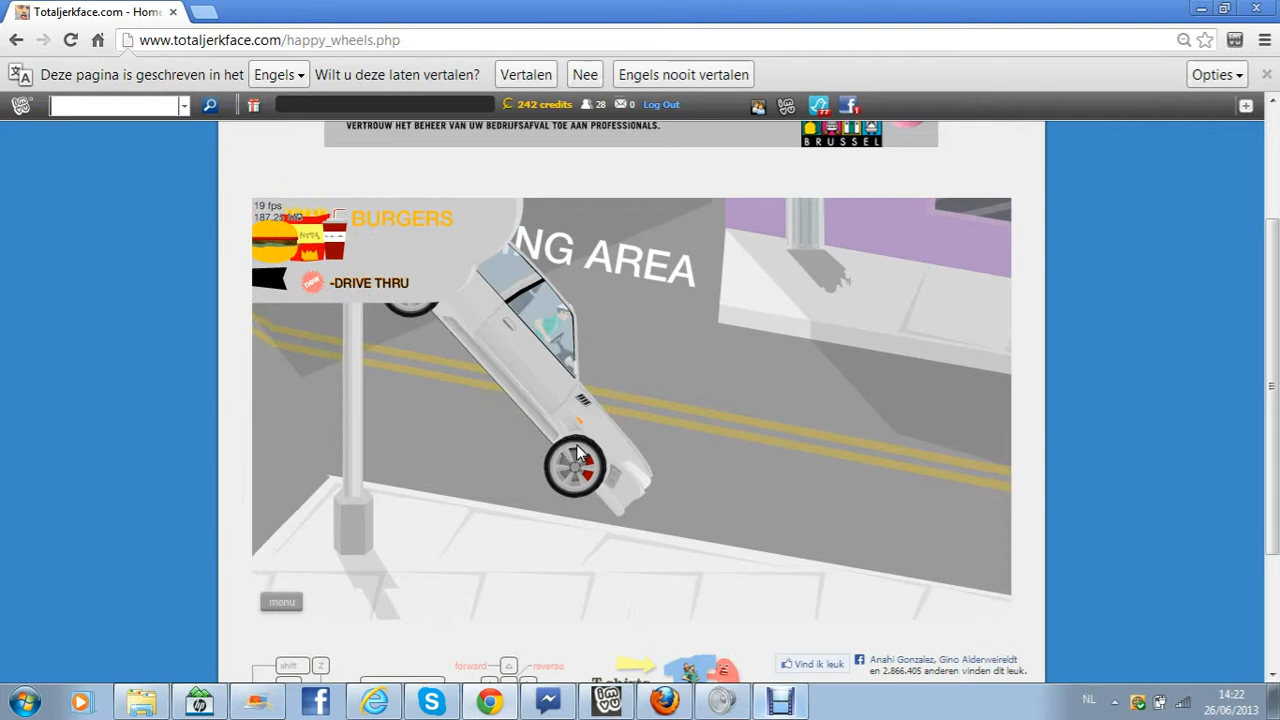 Totaljerkface.com - Home
www.totaljerkface.com/happy_wheels.php
Deze pagina is geschreven in het Engels Wilt u deze laten vertalen? Vertalen Nee Engels nooit vertalen Opties
242 credits 28 0 Log Out 77 1
VERTROUW HET BEHEER VAN UW BEDRIJFSAFVAL TOE AAN PROFESSIONALS.
BRUSSEL
19 fps
BURGERS
NG AREA
new -DRIVE THRU
menu
shift Z forward reverse
Vind ik leuk Anahi Gonzalez, Gino Alderweireldt
en 2.866.405 anderen vinden dit leuk.
NL 14:22
26/06/2013